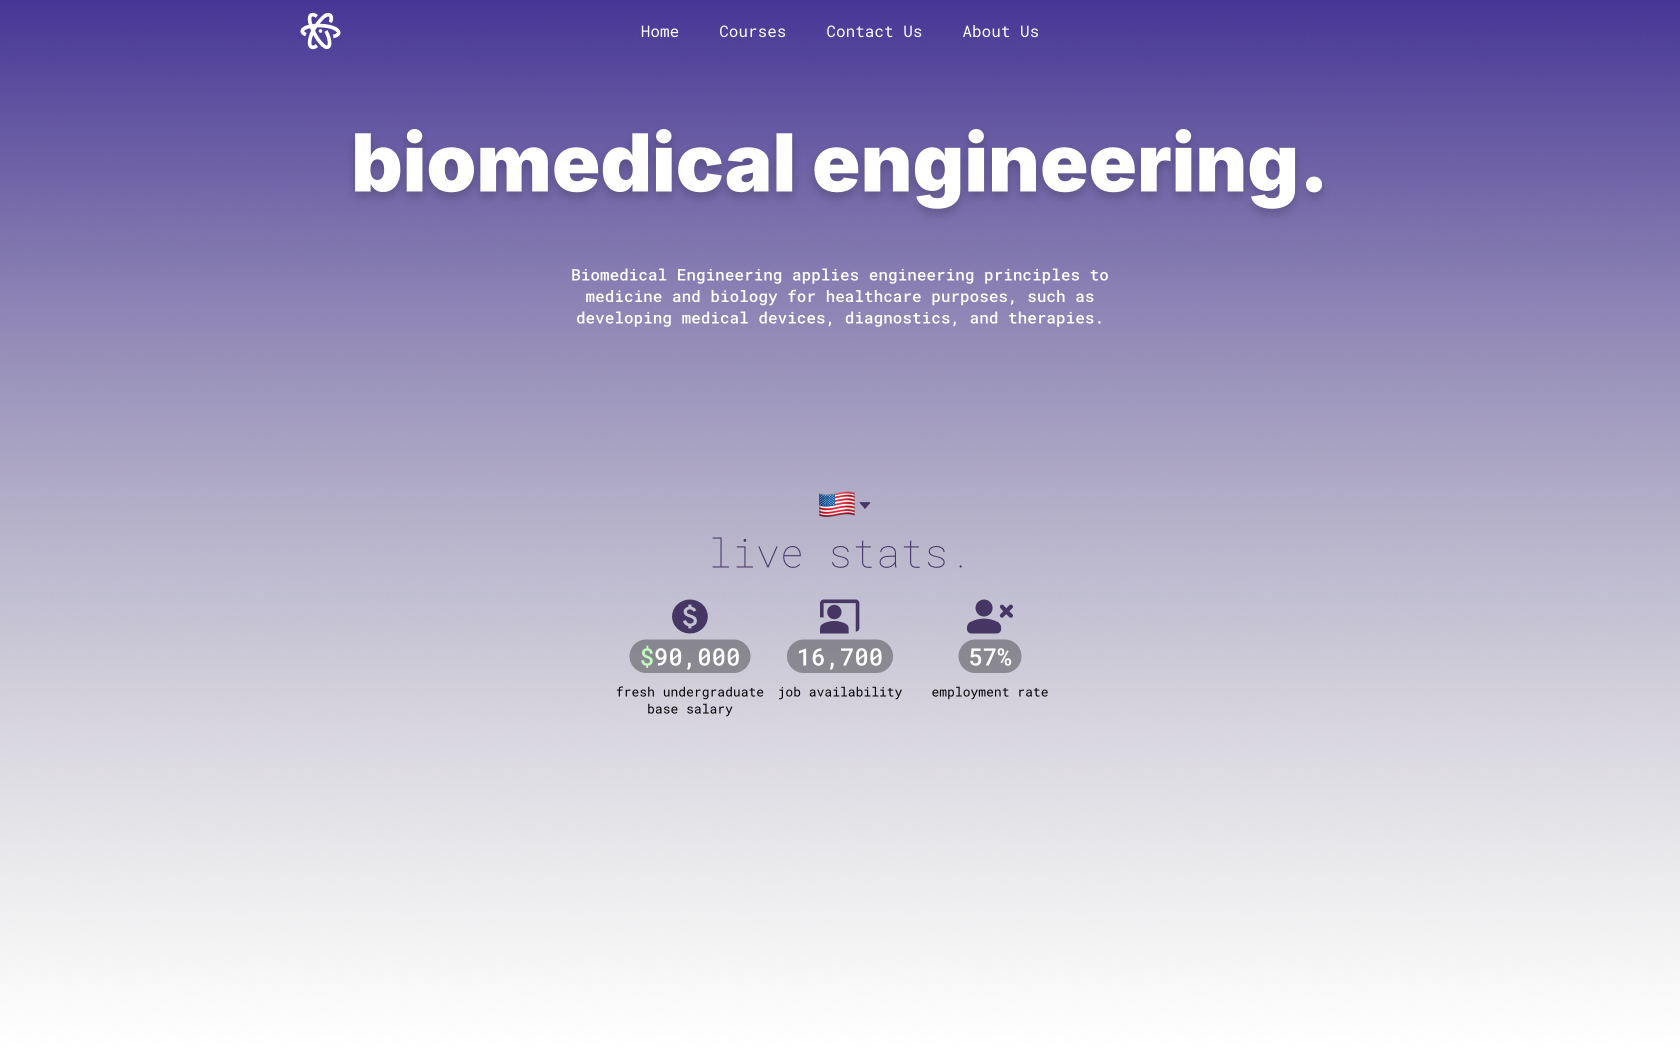 Home Courses Contact Us About Us
biomedical engineering.
Biomedical Engineering applies engineering principles to
medicine and biology for healthcare purposes, such as
developing medical devices, diagnostics, and therapies.
live stats.
$90,000 16,700 57%
fresh undergraduate job availability employment rate
base salary